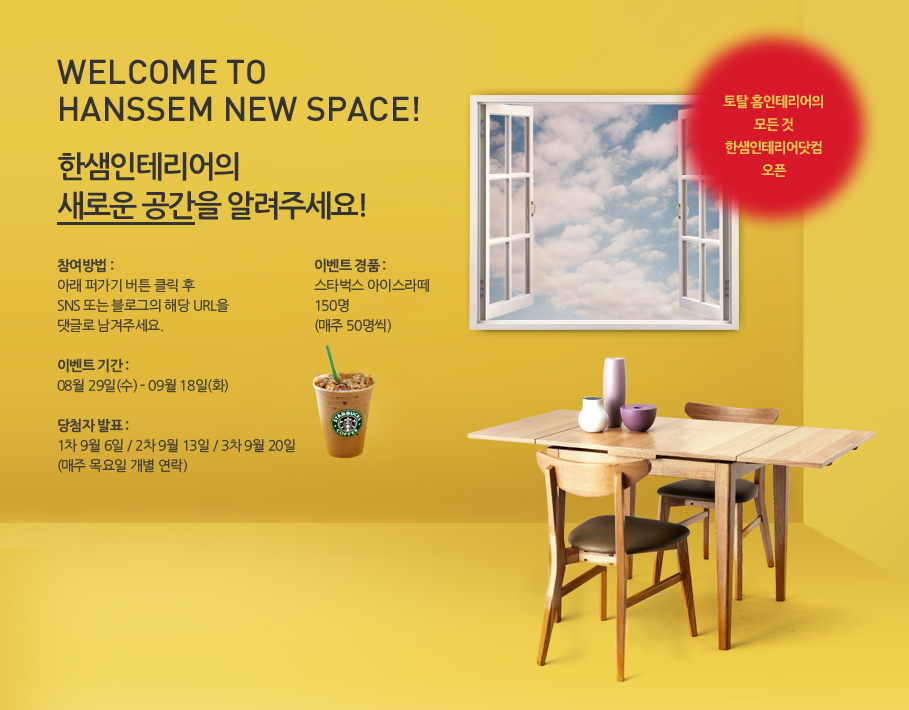 WELCOME TO
HANSSEM NEW SPACE!
한샘인테리어의
새로운 공간을 알려주세요!
참여방법 :
아래 퍼가기 버튼 클릭 후
SNS 또는 블로그의 해당 URL을
댓글로 남겨주세요.
이벤트 기간 :
08월 29일(수) - 09월 18일(화)
당첨자 발표 :
1차 9월 6일 / 2차 9월 13일 / 3차 9월 20일
(매주 목요일 개별 연락)
이벤트 경품 :
스타벅스 아이스라떼
150명
(매주 50명씩)
STARBUCKS
COFFEE
토탈 홈인테리어의
모든 것
한샘인테리어닷컴
오픈